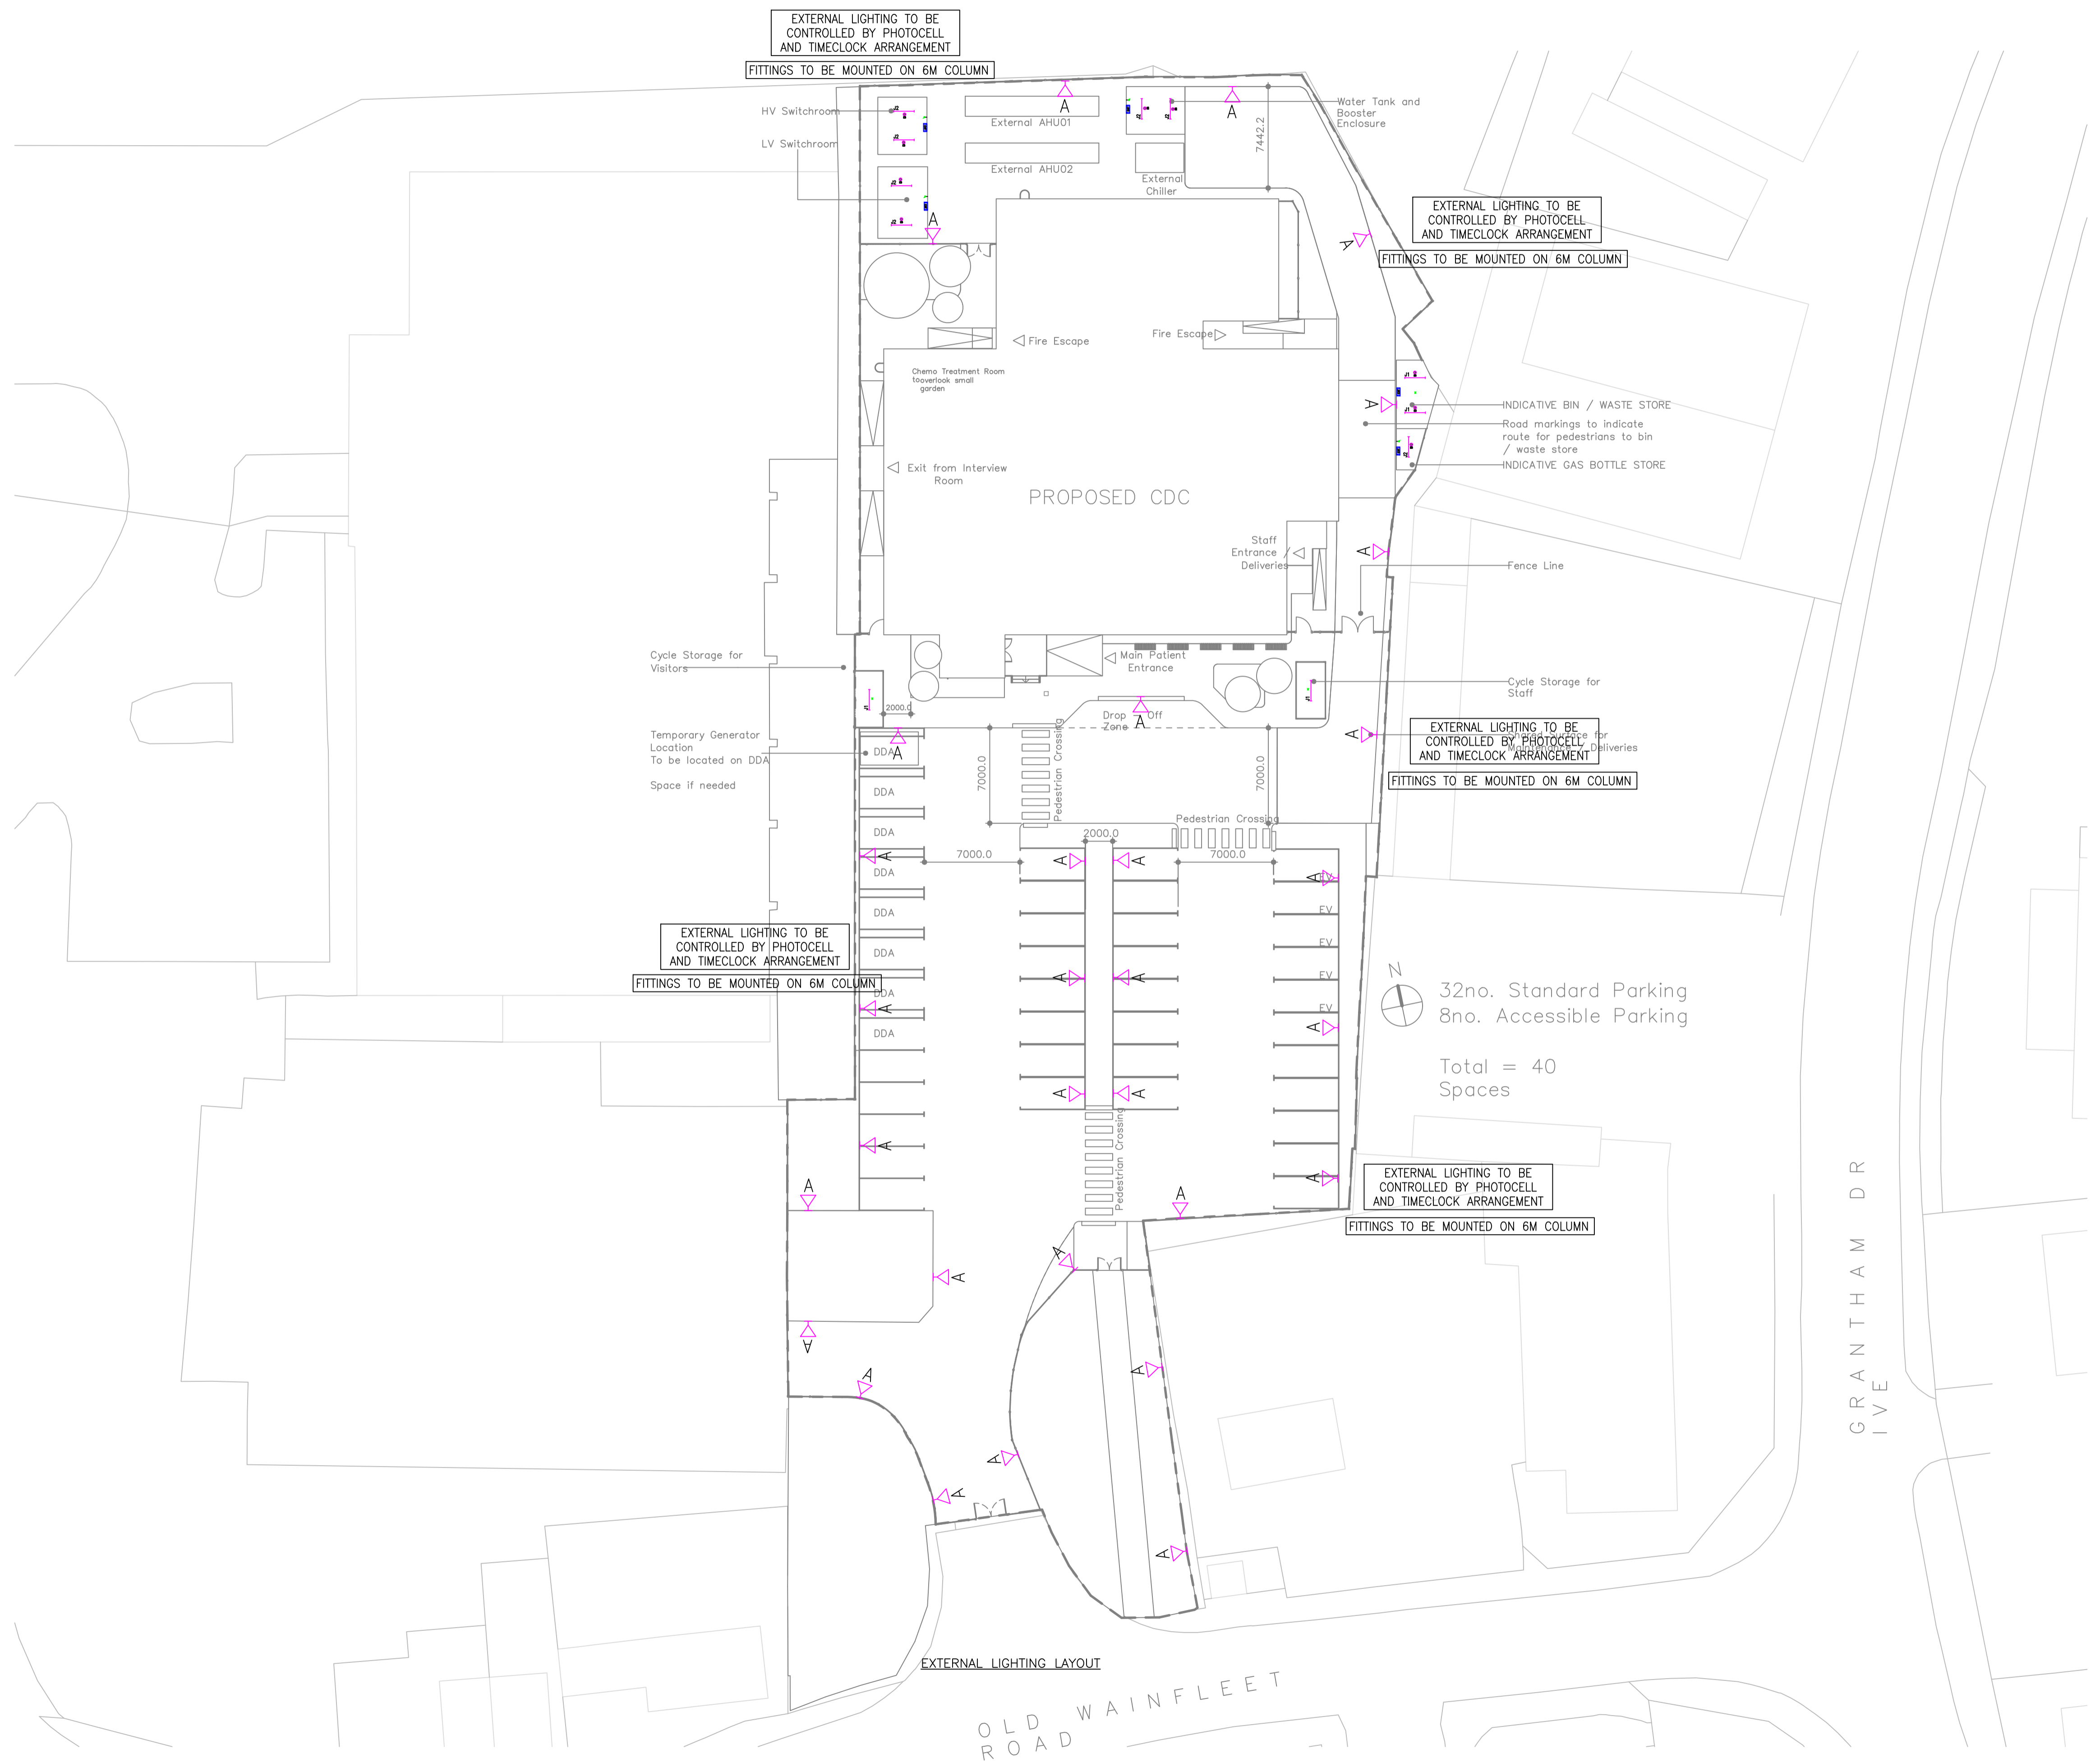 EXTERNAL LIGHTING TO BE
CONTROLLED BY PHOTOCELL
AND TIMECLOCK ARRANGEMENT
FITTINGS TO BE MOUNTED ON 6M COLUMN
HV Switchroom
LV Switchroom
External AHU01
External AHU02
External
Chiller
7442.2
Water Tank and
Booster
Enclosure
A
A
A
A
EXTERNAL LIGHTING TO BE
CONTROLLED BY PHOTOCELL
AND TIMECLOCK ARRANGEMENT
FITTINGS TO BE MOUNTED ON 6M COLUMN
Fire Escape
Fire Escape
Chemo Treatment Room
to overlook small
garden
A
INDICATIVE BIN / WASTE STORE
Road markings to indicate
route for pedestrians to bin
/ waste store
INDICATIVE GAS BOTTLE STORE
Exit from Interview
Room
PROPOSED CDC
Staff
Entrance /
Deliveries
A
Fence Line
Cycle Storage for
Visitors
Main Patient
Entrance
Cycle Storage for
Staff
2000.0
Drop - Off
Zone
A
A
A
EXTERNAL LIGHTING TO BE
CONTROLLED BY PHOTOCELL
AND TIMECLOCK ARRANGEMENT
Shared Surface for
Maintenance / Deliveries
FITTINGS TO BE MOUNTED ON 6M COLUMN
Temporary Generator
Location
To be located on DDA
Space if needed
DDA
DDA
DDA
DDA
DDA
DDA
DDA
DDA
7000.0
Pedestrian Crossing
7000.0
Pedestrian Crossing
2000.0
7000.0
7000.0
A
A
A
A
EV
EV
EV
EV
EV
EXTERNAL LIGHTING TO BE
CONTROLLED BY PHOTOCELL
AND TIMECLOCK ARRANGEMENT
FITTINGS TO BE MOUNTED ON 6M COLUMN
A
A
A
A
N
32no. Standard Parking
8no. Accessible Parking
Total = 40
Spaces
A
A
A
A
Pedestrian Crossing
EXTERNAL LIGHTING TO BE
CONTROLLED BY PHOTOCELL
AND TIMECLOCK ARRANGEMENT
FITTINGS TO BE MOUNTED ON 6M COLUMN
A
A
A
A
A
A
A
A
A
A
A
GRANTHAM DR
IVE
EXTERNAL LIGHTING LAYOUT
OLD WAINFLEET
ROAD